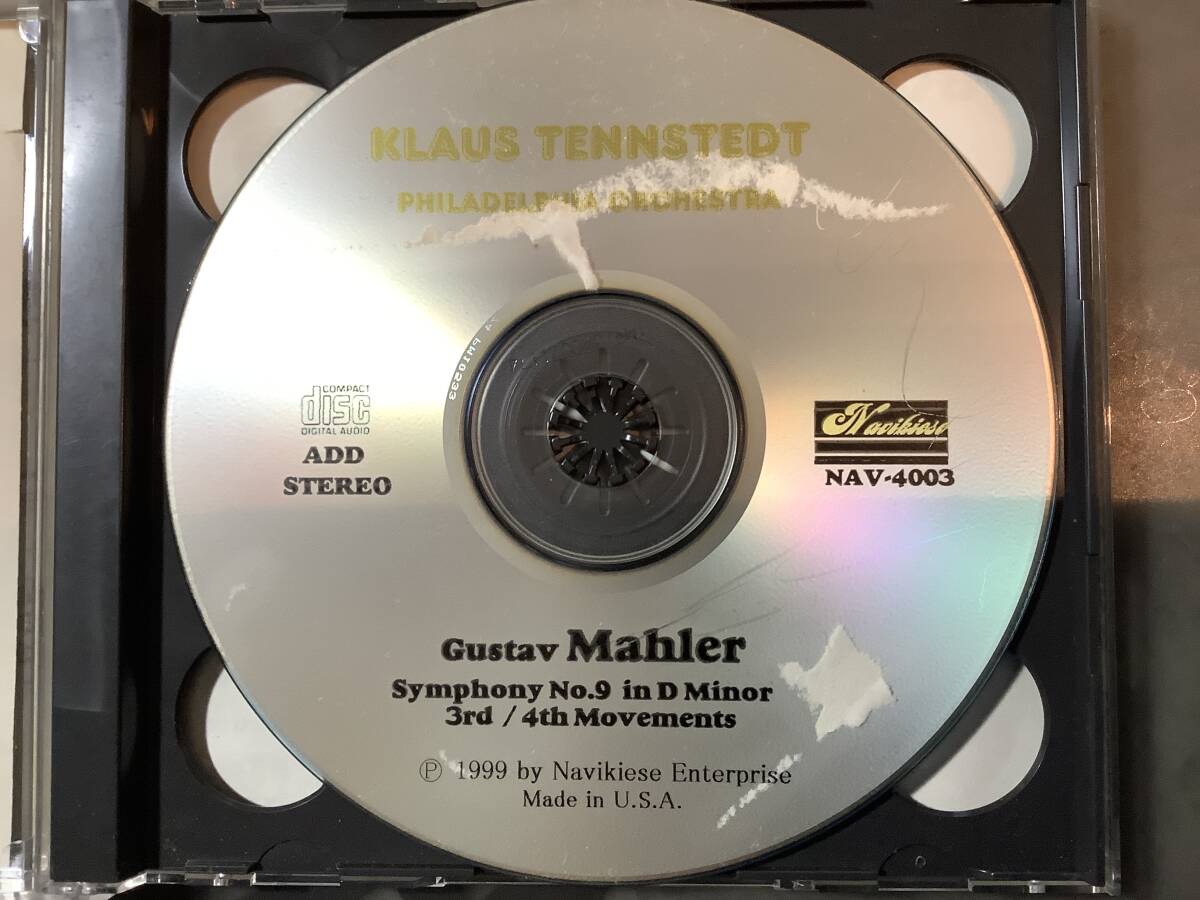 KLAUS TENNSTEDT
PHILADELPHIA ORCHESTRA
COMPACT
disc
DIGITAL AUDIO
ADD
STEREO
Navikiese
NAV-4003
Gustav Mahler
Symphony No.9 in D Minor
3rd / 4th Movements
℗ 1999 by Navikiese Enterprise
Made in U.S.A.